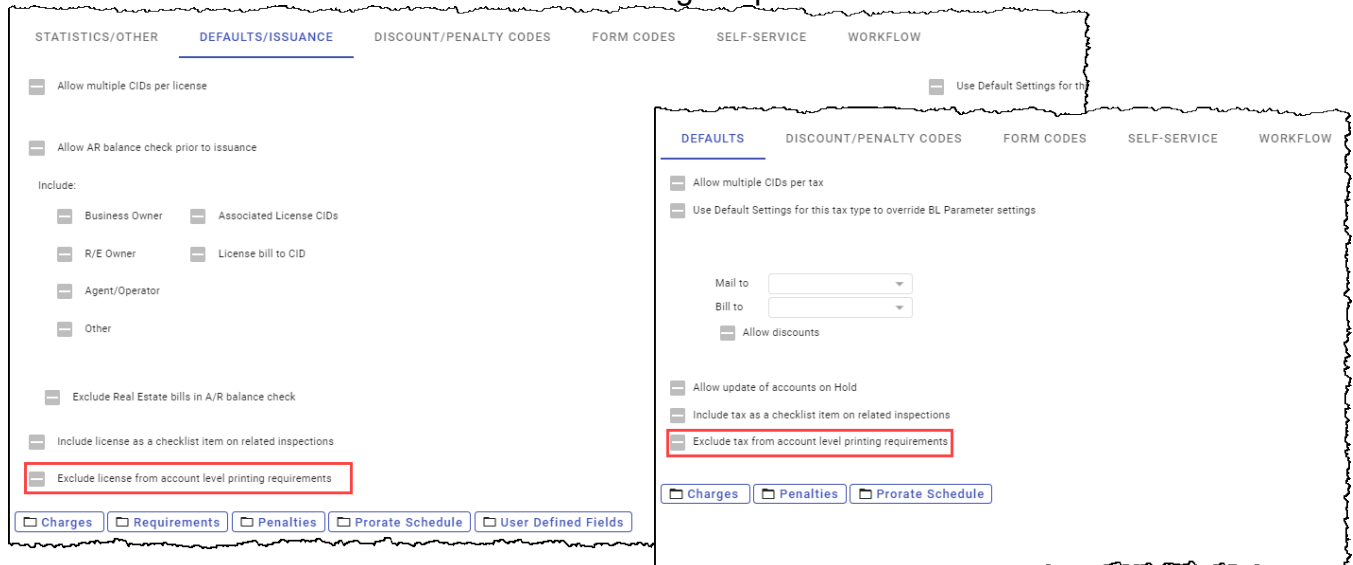 STATISTICS/OTHER DEFAULTS/ISSUANCE DISCOUNT/PENALTY CODES FORM CODES SELF-SERVICE WORKFLOW
Allow multiple CIDs per license
Use Default Settings for th
Allow AR balance check prior to issuance
Include:
Business Owner Associated License CIDs
R/E Owner License bill to CID
Agent/Operator
Other
Exclude Real Estate bills in A/R balance check
Include license as a checklist item on related inspections
Exclude license from account level printing requirements
Charges Requirements Penalties Prorate Schedule User Defined Fields
DEFAULTS DISCOUNT/PENALTY CODES FORM CODES SELF-SERVICE WORKFLOW
Allow multiple CIDs per tax
Use Default Settings for this tax type to override BL Parameter settings
Mail to
Bill to
Allow discounts
Allow update of accounts on Hold
Include tax as a checklist item on related inspections
Exclude tax from account level printing requirements
Charges Penalties Prorate Schedule